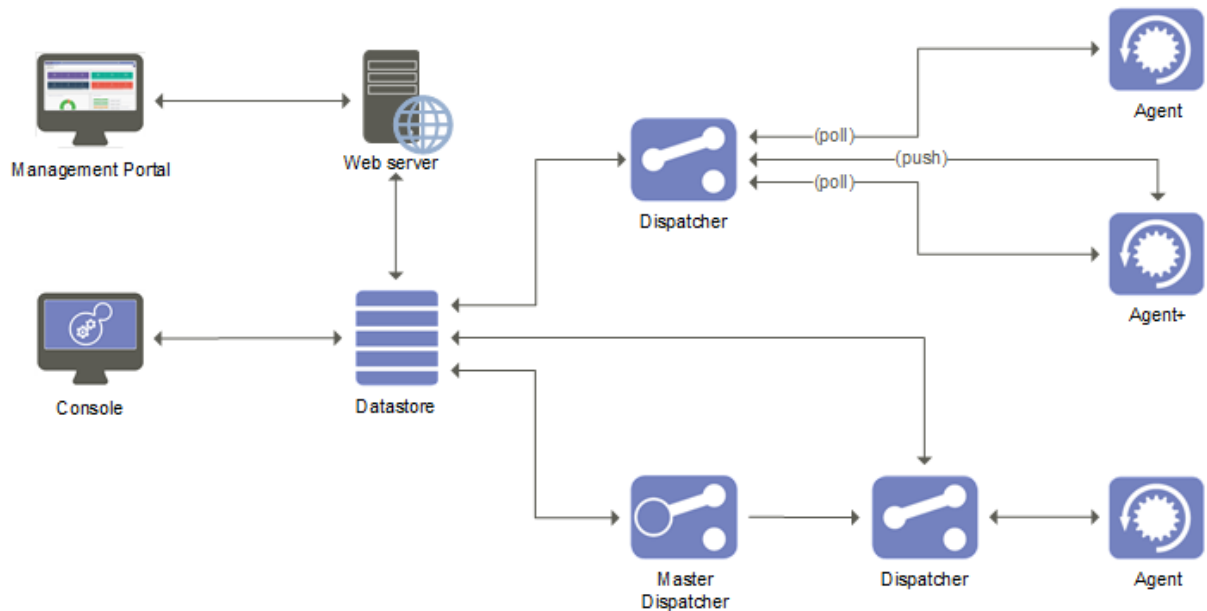 Agent
(poll)
(push)
(poll)
Management Portal
Web server
Dispatcher
Agent+
Console
Datastore
Master
Dispatcher
Dispatcher
Agent